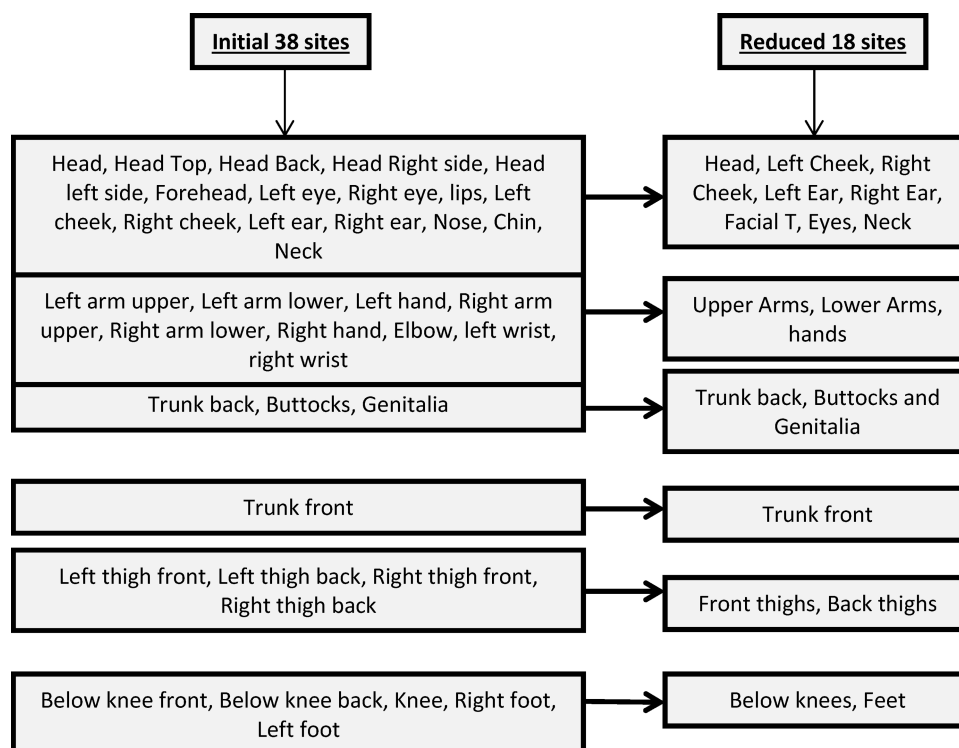 Initial 38 sites
Reduced 18 sites
Head, Head Top, Head Back, Head Right side, Head
left side, Forehead, Left eye, Right eye, lips, Left
cheek, Right cheek, Left ear, Right ear, Nose, Chin,
Neck
Head, Left Cheek, Right
Cheek, Left Ear, Right Ear,
Facial T, Eyes, Neck
Left arm upper, Left arm lower, Left hand, Right arm
upper, Right arm lower, Right hand, Elbow, left wrist,
right wrist
Upper Arms, Lower Arms,
hands
Trunk back, Buttocks, Genitalia
Trunk back, Buttocks and
Genitalia
Trunk front
Trunk front
Left thigh front, Left thigh back, Right thigh front,
Right thigh back
Front thighs, Back thighs
Below knee front, Below knee back, Knee, Right foot,
Left foot
Below knees, Feet